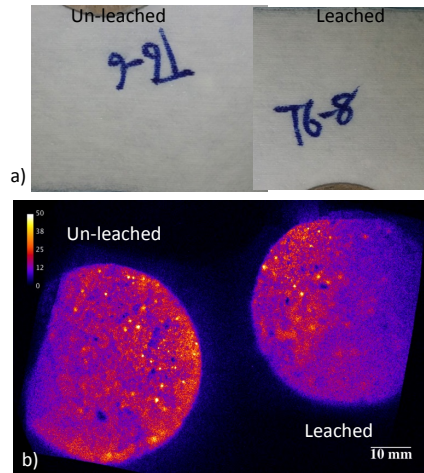 Un-leached
Leached
T6-6
T6-8
a)
50
38
25
12
0
Un-leached
Leached
10 mm
b)